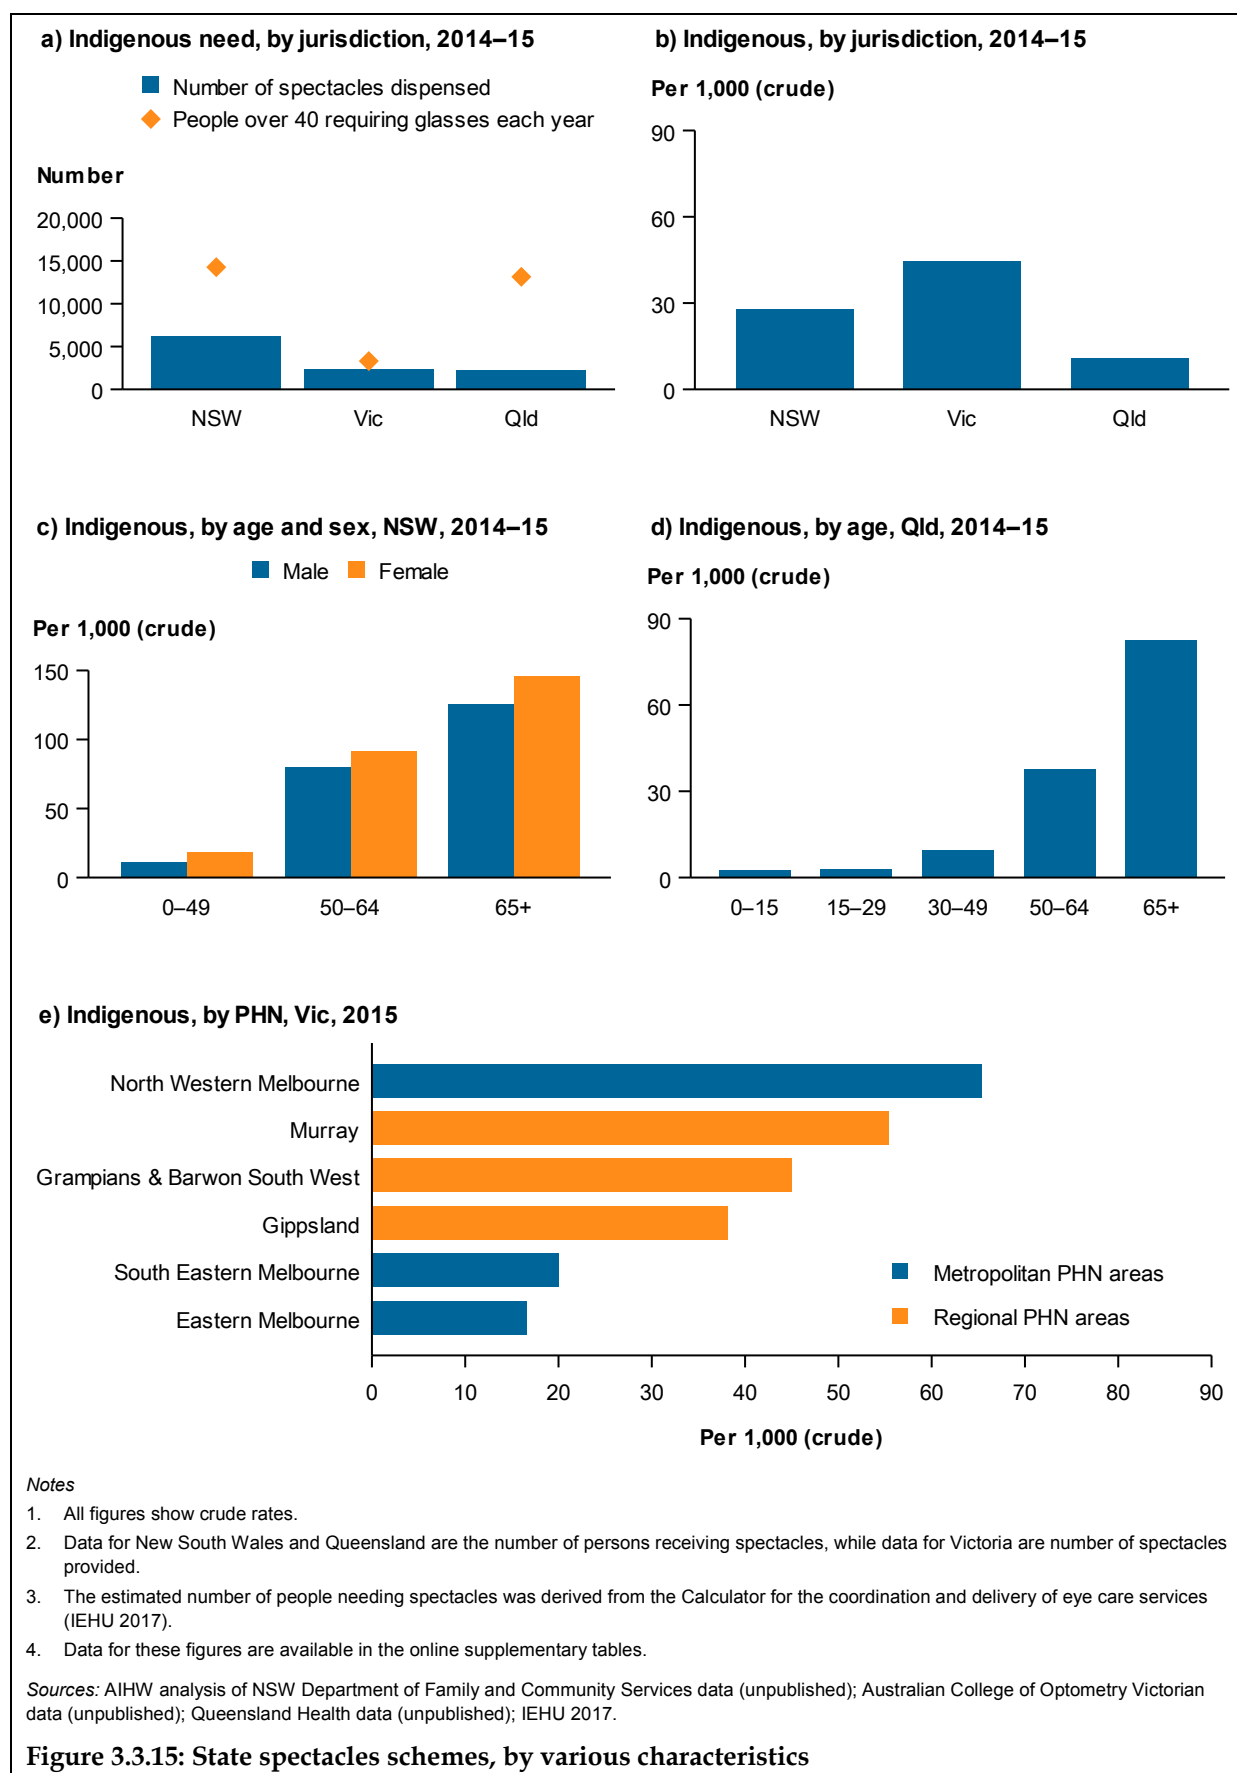 a) Indigenous need, by jurisdiction, 2014–15
Number of spectacles dispensed
People over 40 requiring glasses each year
Number
20,000
15,000
10,000
5,000
0
NSW Vic Qld
b) Indigenous, by jurisdiction, 2014–15
Per 1,000 (crude)
90
60
30
0
NSW Vic Qld
c) Indigenous, by age and sex, NSW, 2014–15
Male Female
Per 1,000 (crude)
150
100
50
0
0–49 50–64 65+
d) Indigenous, by age, Qld, 2014–15
Per 1,000 (crude)
90
60
30
0
0–15 15–29 30–49 50–64 65+
e) Indigenous, by PHN, Vic, 2015
North Western Melbourne
Murray
Grampians & Barwon South West
Gippsland
South Eastern Melbourne
Eastern Melbourne
Metropolitan PHN areas
Regional PHN areas
0 10 20 30 40 50 60 70 80 90
Per 1,000 (crude)
Notes
1. All figures show crude rates.
2. Data for New South Wales and Queensland are the number of persons receiving spectacles, while data for Victoria are number of spectacles
provided.
3. The estimated number of people needing spectacles was derived from the Calculator for the coordination and delivery of eye care services
(IEHU 2017).
4. Data for these figures are available in the online supplementary tables.
Sources: AIHW analysis of NSW Department of Family and Community Services data (unpublished); Australian College of Optometry Victorian
data (unpublished); Queensland Health data (unpublished); IEHU 2017.
Figure 3.3.15: State spectacles schemes, by various characteristics